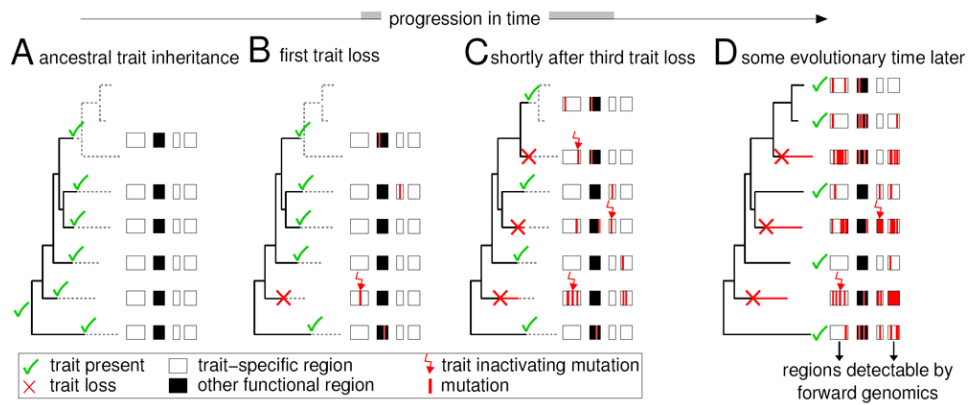 progression in time
A ancestral trait inheritance
B first trait loss
C shortly after third trait loss
D some evolutionary time later
trait present
trait loss
trait-specific region
other functional region
trait inactivating mutation
mutation
regions detectable by
forward genomics